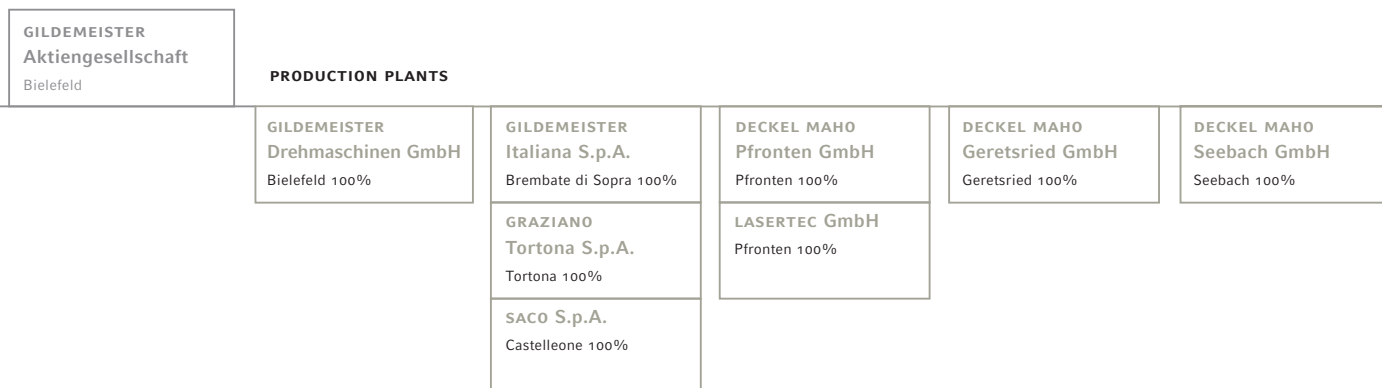 GILDEMEISTER
Aktiengesellschaft
Bielefeld
PRODUCTION PLANTS
GILDEMEISTER
Drehmaschinen GmbH
Bielefeld 100%
GILDEMEISTER
Italiana S.p.A.
Brembate di Sopra 100%
GRAZIANO
Tortona S.p.A.
Tortona 100%
SACO S.p.A.
Castelleone 100%
DECKEL MAHO
Pfronten GmbH
Pfronten 100%
LASERTEC GmbH
Pfronten 100%
DECKEL MAHO
Geretsried GmbH
Geretsried 100%
DECKEL MAHO
Seebach GmbH
Seebach 100%